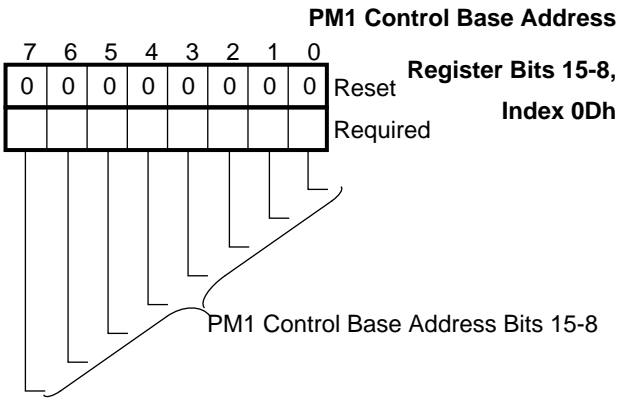 PM1 Control Base Address
Register Bits 15-8,
Index 0Dh
7 6 5 4 3 2 1 0
0 0 0 0 0 0 0 0 Reset
Required
PM1 Control Base Address Bits 15-8